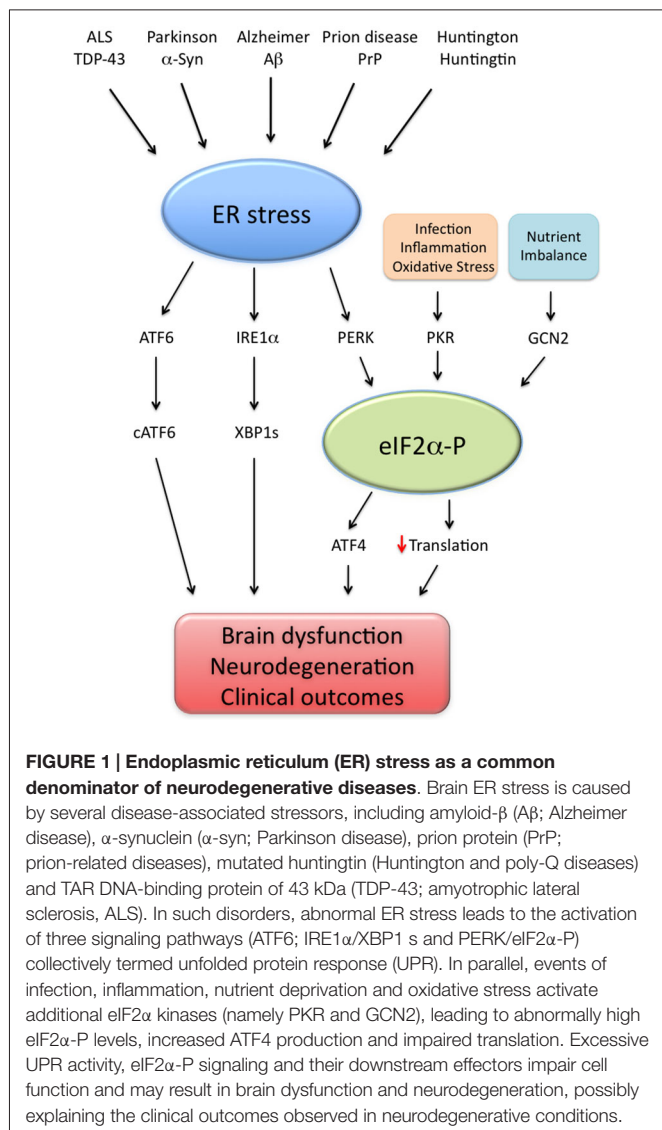 ALS Parkinson Alzheimer Prion disease Huntington
TDP-43 α-Syn Aβ PrP Huntingtin
ER stress
Infection
Inflammation
Oxidative Stress
Nutrient
Imbalance
ATF6 IRE1α PERK PKR GCN2
cATF6 XBP1s
eIF2α-P
ATF4 Translation
Brain dysfunction
Neurodegeneration
Clinical outcomes
FIGURE 1 | Endoplasmic reticulum (ER) stress as a common
denominator of neurodegenerative diseases. Brain ER stress is caused
by several disease-associated stressors, including amyloid-β (Aβ; Alzheimer
disease), α-synuclein (α-syn; Parkinson disease), prion protein (PrP;
prion-related diseases), mutated huntingtin (Huntington and poly-Q diseases)
and TAR DNA-binding protein of 43 kDa (TDP-43; amyotrophic lateral
sclerosis, ALS). In such disorders, abnormal ER stress leads to the activation
of three signaling pathways (ATF6; IRE1α/XBP1 s and PERK/eIF2α-P)
collectively termed unfolded protein response (UPR). In parallel, events of
infection, inflammation, nutrient deprivation and oxidative stress activate
additional eIF2α kinases (namely PKR and GCN2), leading to abnormally high
eIF2α-P levels, increased ATF4 production and impaired translation. Excessive
UPR activity, eIF2α-P signaling and their downstream effectors impair cell
function and may result in brain dysfunction and neurodegeneration, possibly
explaining the clinical outcomes observed in neurodegenerative conditions.